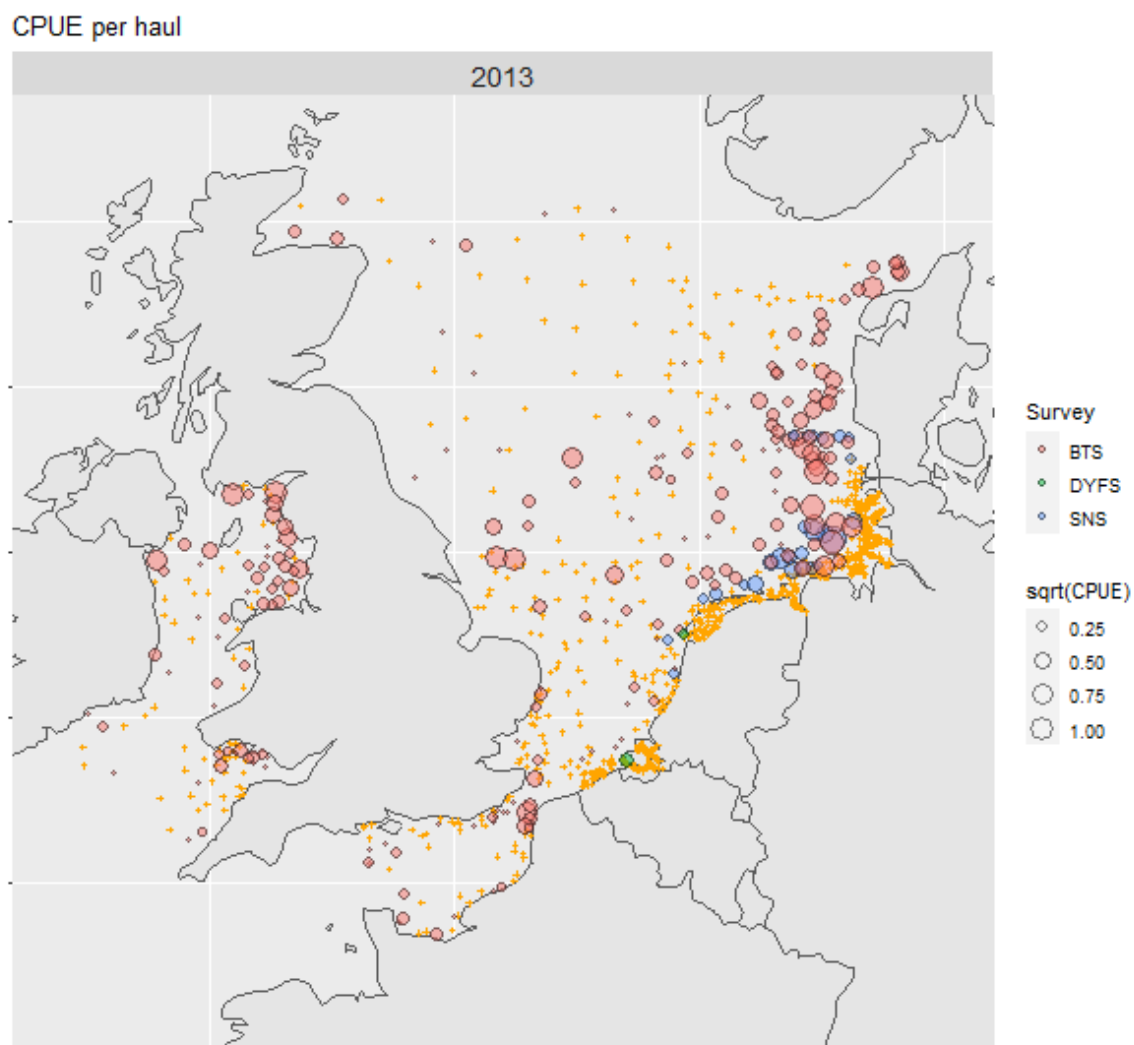 CPUE per haul
2013
Survey
BTS
DYFS
SNS
sqrt(CPUE)
0.25
0.50
0.75
1.00